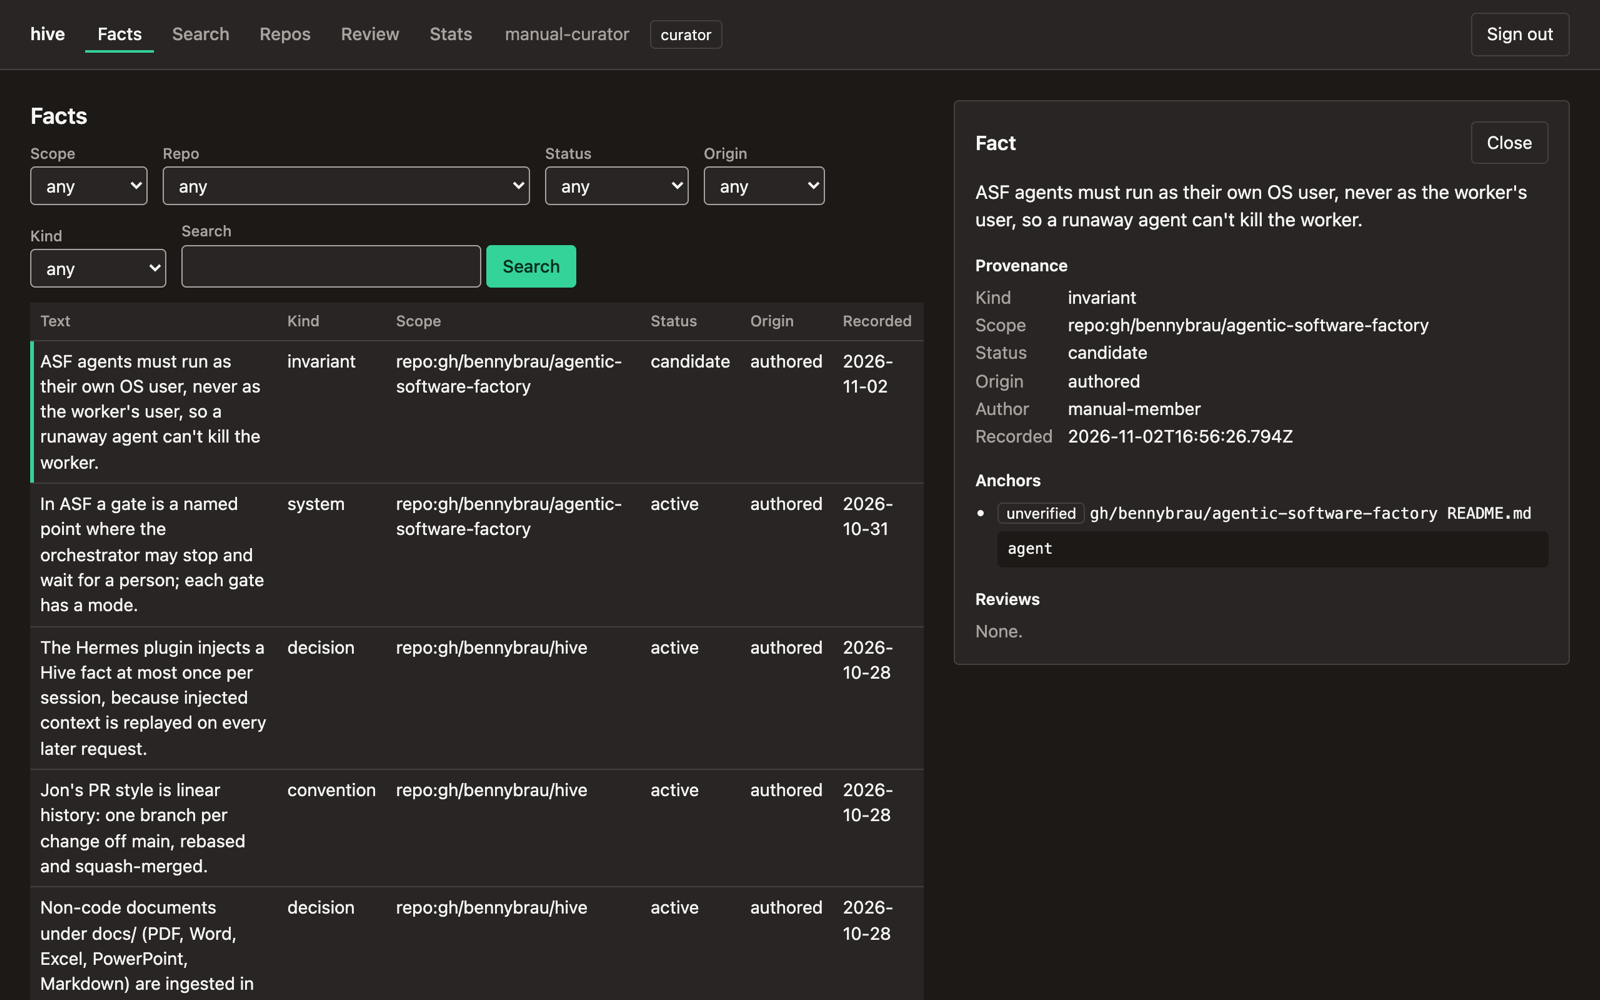 hive Facts Search Repos Review Stats manual-curator curator Sign out
Facts
Scope Repo Status Origin
any any any any
Kind Search
any Search
Text Kind Scope Status Origin Recorded
ASF agents must run as invariant repo:gh/bennybrau/agentic- candidate authored 2026-
their own OS user, never as software-factory 11-02
the worker's user, so a
runaway agent can't kill the
worker.
In ASF a gate is a named system repo:gh/bennybrau/agentic- active authored 2026-
point where the software-factory 10-31
orchestrator may stop and
wait for a person; each gate
has a mode.
The Hermes plugin injects a decision repo:gh/bennybrau/hive active authored 2026-
Hive fact at most once per 10-28
session, because injected
context is replayed on every
later request.
Jon's PR style is linear convention repo:gh/bennybrau/hive active authored 2026-
history: one branch per 10-28
change off main, rebased
and squash-merged.
Non-code documents decision repo:gh/bennybrau/hive active authored 2026-
under docs/ (PDF, Word, 10-28
Excel, PowerPoint,
Markdown) are ingested in
Fact Close
ASF agents must run as their own OS user, never as the worker's
user, so a runaway agent can't kill the worker.
Provenance
Kind invariant
Scope repo:gh/bennybrau/agentic-software-factory
Status candidate
Origin authored
Author manual-member
Recorded 2026-11-02T16:56:26.794Z
Anchors
unverified gh/bennybrau/agentic-software-factory README.md
agent
Reviews
None.